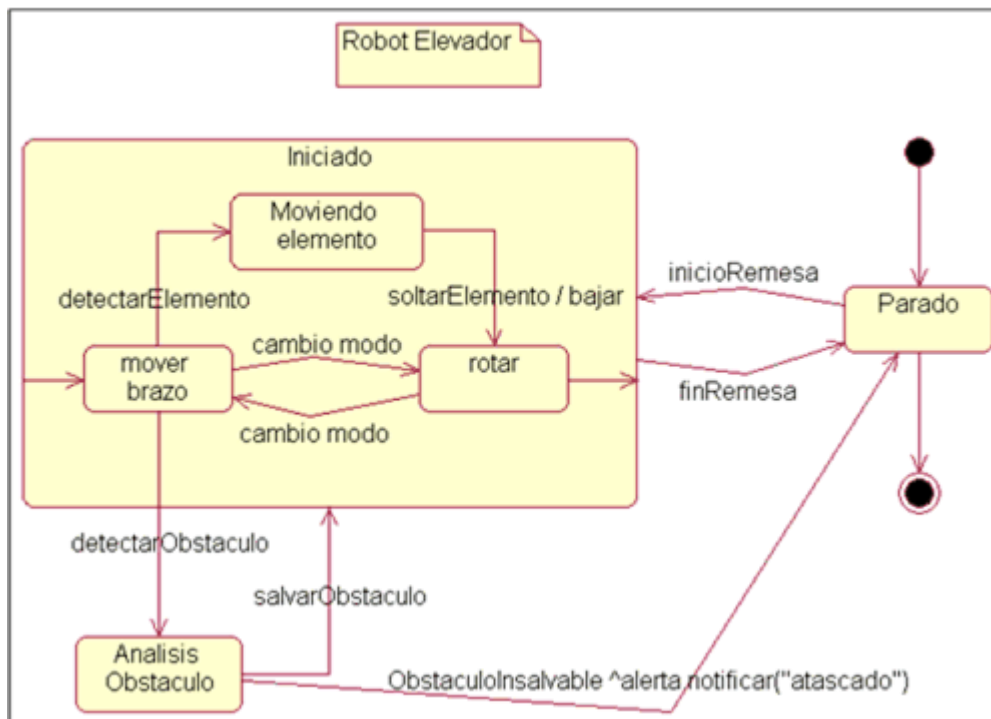 Robot Elevador
Iniciado
Moviendo
elemento
detectarElemento
soltarElemento / bajar
inicioRemesa
Parado
mover
brazo
cambio modo
rotar
cambio modo
finRemesa
detectarObstaculo
salvarObstaculo
Analisis
Obstaculo
ObstaculoInsalvable ^alerta.notificar("atascado")